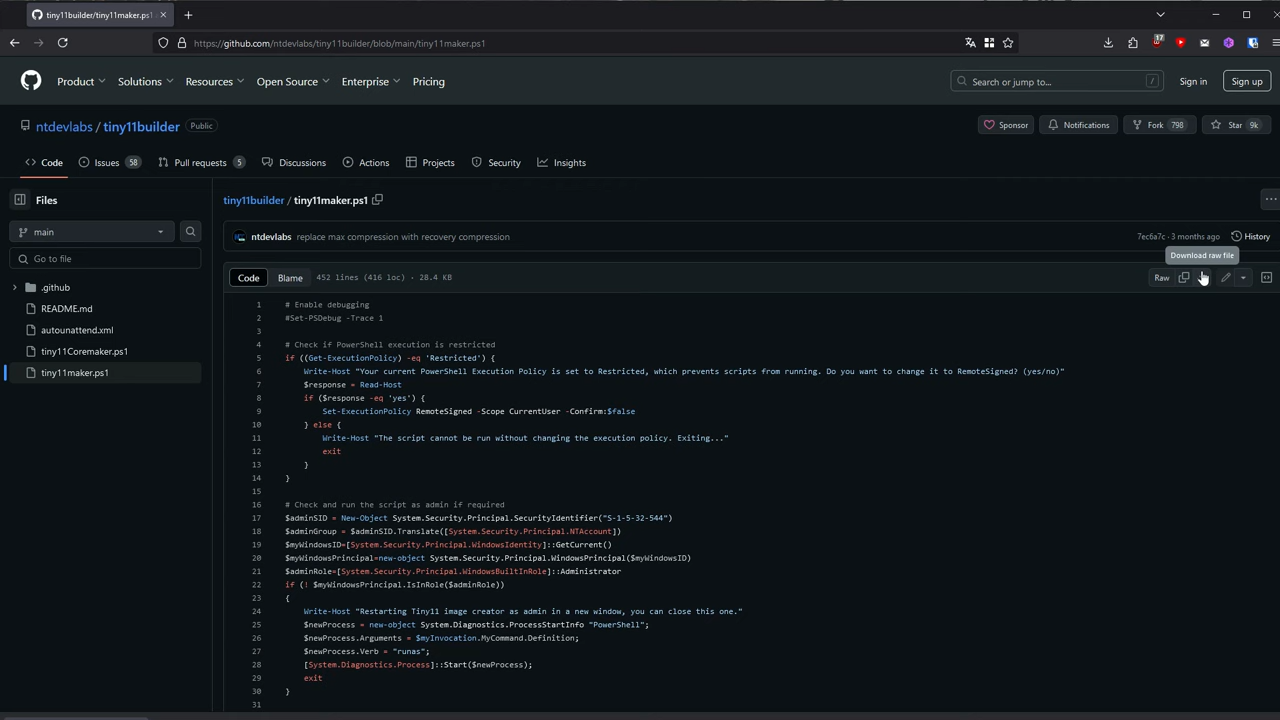 tiny11builder/tiny11maker.ps1
https://github.com/ntdevlabs/tiny11builder/blob/main/tiny11maker.ps1
17
Product
Solutions
Resources
Open Source
Enterprise
Pricing
Search or jump to...
/
Sign in
Sign up
ntdevlabs / tiny11builder
Public
Sponsor
Notifications
Fork 798
Star 9k
Code
Issues 58
Pull requests 5
Discussions
Actions
Projects
Security
Insights
Files
main
Go to file
.github
README.md
autounattend.xml
tiny11Coremaker.ps1
tiny11maker.ps1
tiny11builder / tiny11maker.ps1
ntdevlabs replace max compression with recovery compression
7ec6a7c · 3 months ago
History
Download raw file
Code
Blame
452 lines (416 loc) · 28.4 KB
Raw
1 # Enable debugging
2 #Set-PSDebug -Trace 1
3
4 # Check if PowerShell execution is restricted
5 if ((Get-ExecutionPolicy) -eq 'Restricted') {
6 Write-Host "Your current PowerShell Execution Policy is set to Restricted, which prevents scripts from running. Do you want to change it to RemoteSigned? (yes/no)"
7 $response = Read-Host
8 if ($response -eq 'yes') {
9 Set-ExecutionPolicy RemoteSigned -Scope CurrentUser -Confirm:$false
10 } else {
11 Write-Host "The script cannot be run without changing the execution policy. Exiting..."
12 exit
13 }
14 }
15
16 # Check and run the script as admin if required
17 $adminSID = New-Object System.Security.Principal.SecurityIdentifier("S-1-5-32-544")
18 $adminGroup = $adminSID.Translate([System.Security.Principal.NTAccount])
19 $myWindowsID=[System.Security.Principal.WindowsIdentity]::GetCurrent()
20 $myWindowsPrincipal=new-object System.Security.Principal.WindowsPrincipal($myWindowsID)
21 $adminRole=[System.Security.Principal.WindowsBuiltInRole]::Administrator
22 if (! $myWindowsPrincipal.IsInRole($adminRole))
23 {
24 Write-Host "Restarting Tiny11 image creator as admin in a new window, you can close this one."
25 $newProcess = new-object System.Diagnostics.ProcessStartInfo "PowerShell";
26 $newProcess.Arguments = $myInvocation.MyCommand.Definition;
27 $newProcess.Verb = "runas";
28 [System.Diagnostics.Process]::Start($newProcess);
29 exit
30 }
31